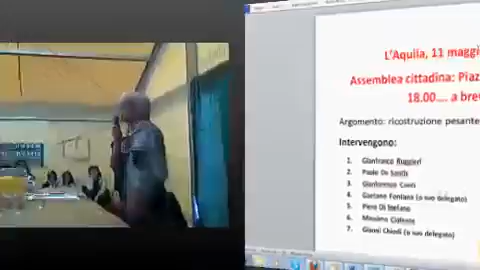 L'Aquila, 11 maggi
Assemblea cittadina: Piaz
18.00.... a brev
Argomento: ricostruzione pesante
Intervengono:
1. Gianfranco Ruggieri
2. Paolo De Santis
3. Gianlorenzo Conti
4. Gaetano Fontana (o suo delegato)
5. Piero Di Stefano
6. Massimo Cialente
7. Gianni Chiodi (o suo delegato)